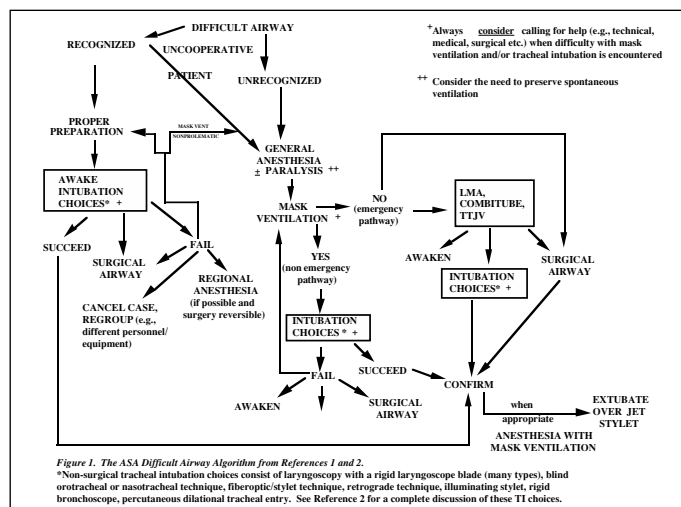 DIFFICULT AIRWAY
RECOGNIZED
UNCOOPERATIVE
PATIENT
UNRECOGNIZED
+Always consider calling for help (e.g., technical,
medical, surgical etc.) when difficulty with mask
ventilation and/or tracheal intubation is encountered
++ Consider the need to preserve spontaneous
ventilation
PROPER
PREPARATION
MASK VENT
NONPROLEMATIC
GENERAL
ANESTHESIA
± PARALYSIS ++
AWAKE
INTUBATION
CHOICES* +
MASK
VENTILATION +
NO
(emergency
pathway)
LMA,
COMBITUBE,
TTJV
SUCCEED
SURGICAL
AIRWAY
FAIL
YES
(non emergency
pathway)
AWAKEN
SURGICAL
AIRWAY
INTUBATION
CHOICES* +
REGIONAL
ANESTHESIA
(if possible and
surgery reversible)
CANCEL CASE,
REGROUP (e.g.,
different personnel/
equipment)
INTUBATION
CHOICES * +
FAIL
SUCCEED
CONFIRM
AWAKEN
SURGICAL
AIRWAY
when
appropriate
EXTUBATE
OVER JET
STYLET
ANESTHESIA WITH
MASK VENTILATION
Figure 1. The ASA Difficult Airway Algorithm from References 1 and 2.
*Non-surgical tracheal intubation choices consist of laryngoscopy with a rigid laryngoscope blade (many types), blind
orotracheal or nasotracheal technique, fiberoptic/stylet technique, retrograde technique, illuminating stylet, rigid
bronchoscope, percutaneous dilational tracheal entry. See Reference 2 for a complete discussion of these TI choices.